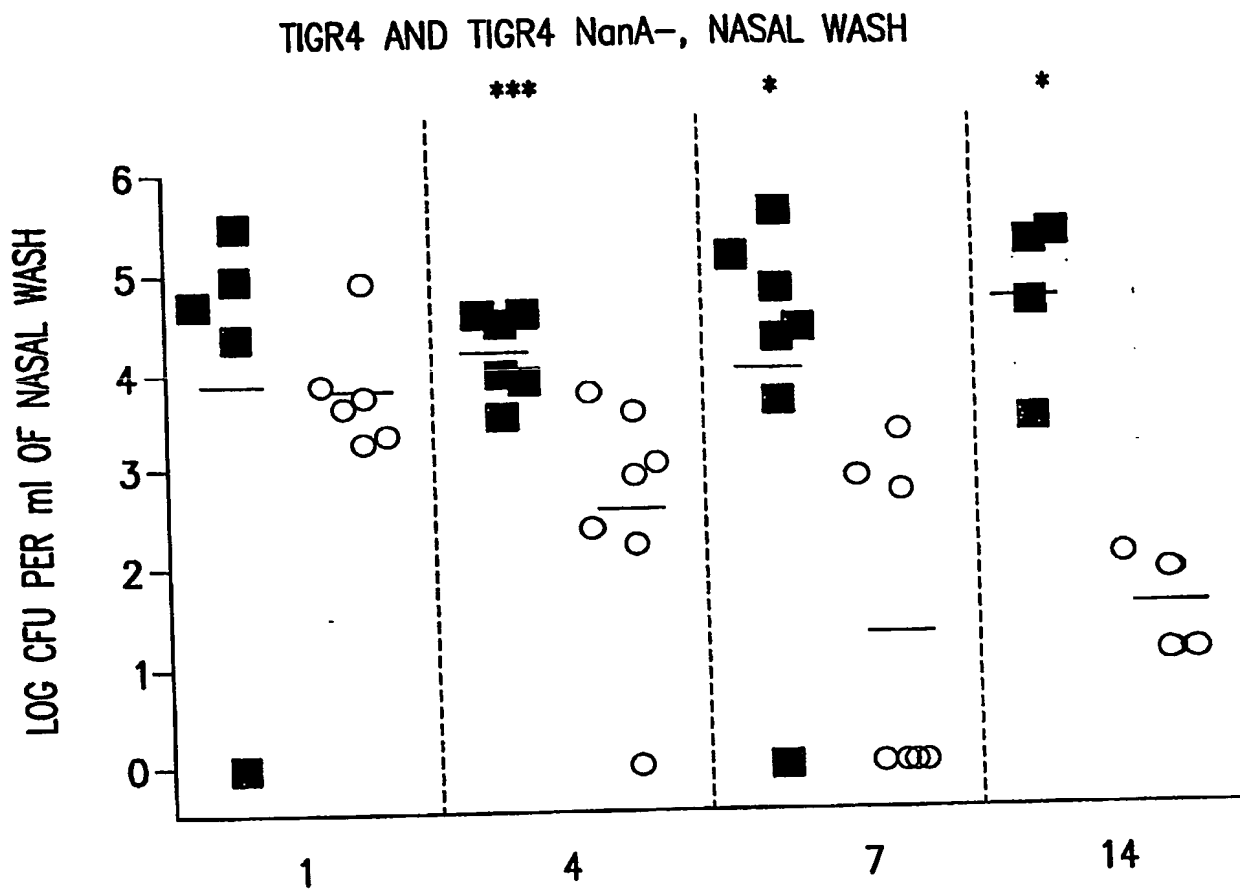 TIGR4 AND TIGR4 NanA-, NASAL WASH
*** * *
LOG CFU PER ml OF NASAL WASH
6
5
4
3
2
1
0
1 4 7 14